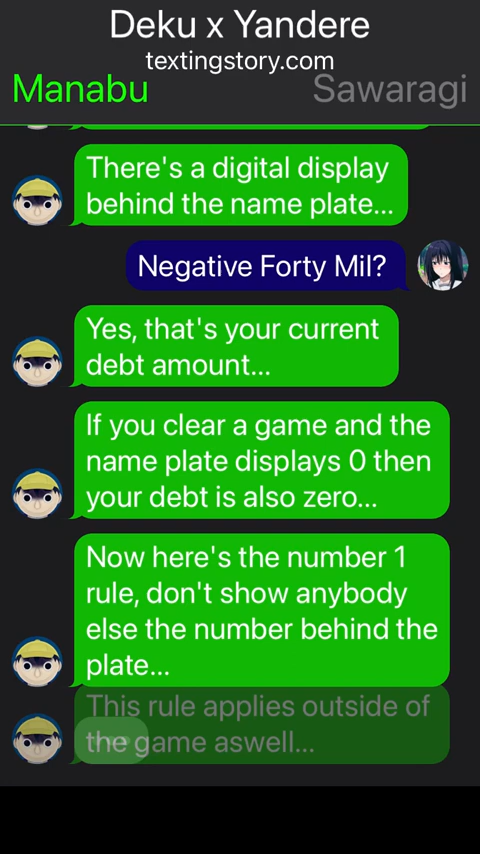 Deku x Yandere
textingstory.com
Manabu
Sawaragi
There's a digital display
behind the name plate...
Negative Forty Mil?
Yes, that's your current
debt amount...
If you clear a game and the
name plate displays 0 then
your debt is also zero...
Now here's the number 1
rule, don't show anybody
else the number behind the
plate...
This rule applies outside of
the game aswell...